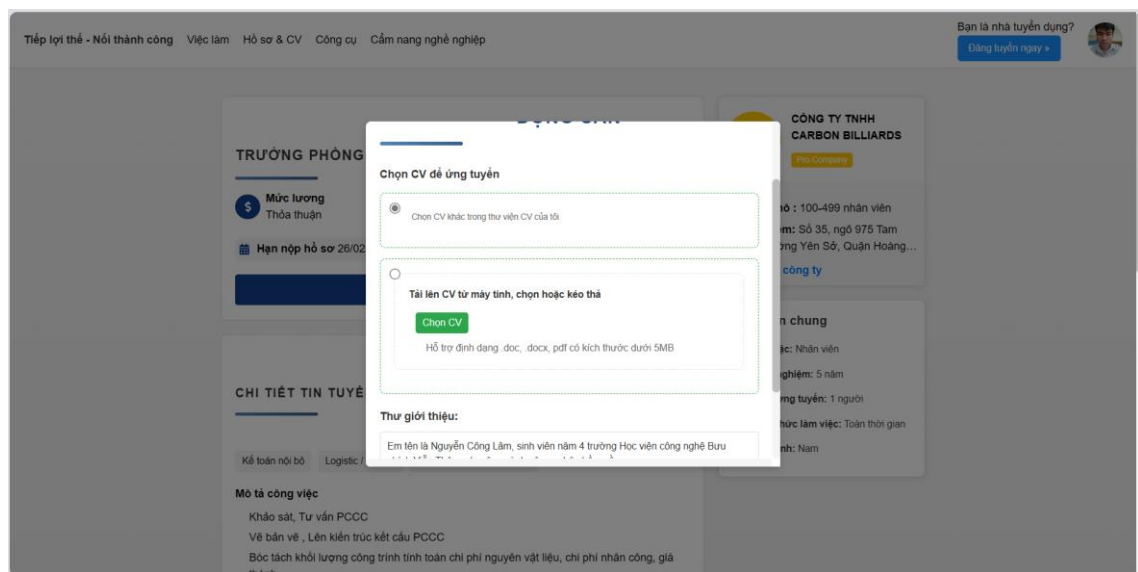 Tiếp lợi thế - Nối thành công Việc làm Hồ sơ & CV Công cụ Cẩm nang nghề nghiệp
Bạn là nhà tuyển dụng?
Đăng tuyển ngay »
TRƯỞNG PHÒNG
Mức lương
Thỏa thuận
Hạn nộp hồ sơ 26/02
Chọn CV để ứng tuyển
Chọn CV khác trong thư viện CV của tôi
Tải lên CV từ máy tính, chọn hoặc kéo thả
Chọn CV
Hỗ trợ định dạng .doc, .docx, pdf có kích thước dưới 5MB
Thư giới thiệu:
Em tên là Nguyễn Công Lâm, sinh viên năm 4 trường Học viện công nghệ Bưu
CÔNG TY TNHH
CARBON BILLIARDS
Pro Company
: 100-499 nhân viên
Số 35, ngõ 975 Tam
Yên Sở, Quận Hoàng...
công ty
chung
Nhân viên
5 năm
tuyển: 1 người
làm việc: Toàn thời gian
Nam
CHI TIẾT TIN TUYỂ
Kế toán nội bộ Logistic /
Mô tả công việc
Khảo sát, Tư vấn PCCC
Vẽ bản vẽ , Lên kiến trúc kết cấu PCCC
Bóc tách khối lượng công trình tính toán chi phí nguyên vật liệu, chi phí nhân công, giá